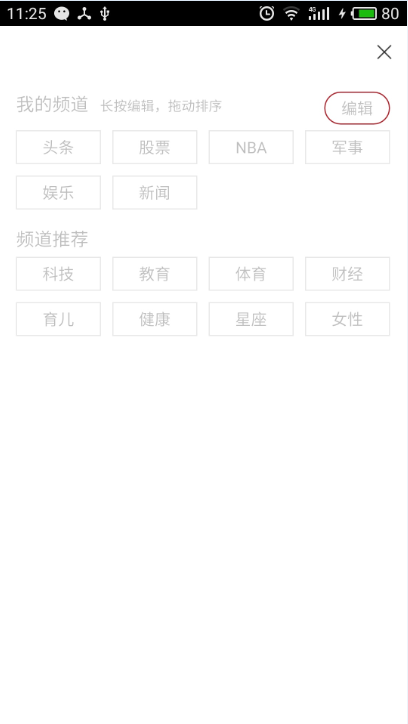 11:25 4G 80
我的频道 长按编辑，拖动排序 编辑
头条 股票 NBA 军事
娱乐 新闻
频道推荐
科技 教育 体育 财经
育儿 健康 星座 女性